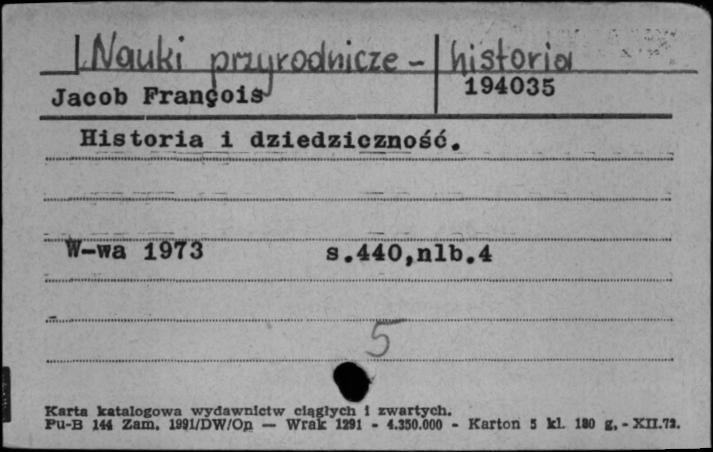 Nauki przyrodnicze - historia
Jacob François 194035
Historia i dziedziczność.
W-wa 1973 s.440,nlb.4
5
Karta katalogowa wydawnictw ciągłych i zwartych.
Pu-B 144 Zam. 1991/DW/Op — Wrak 1291 - 4.350.000 - Karton 5 kl. 180 g. - XII.72.